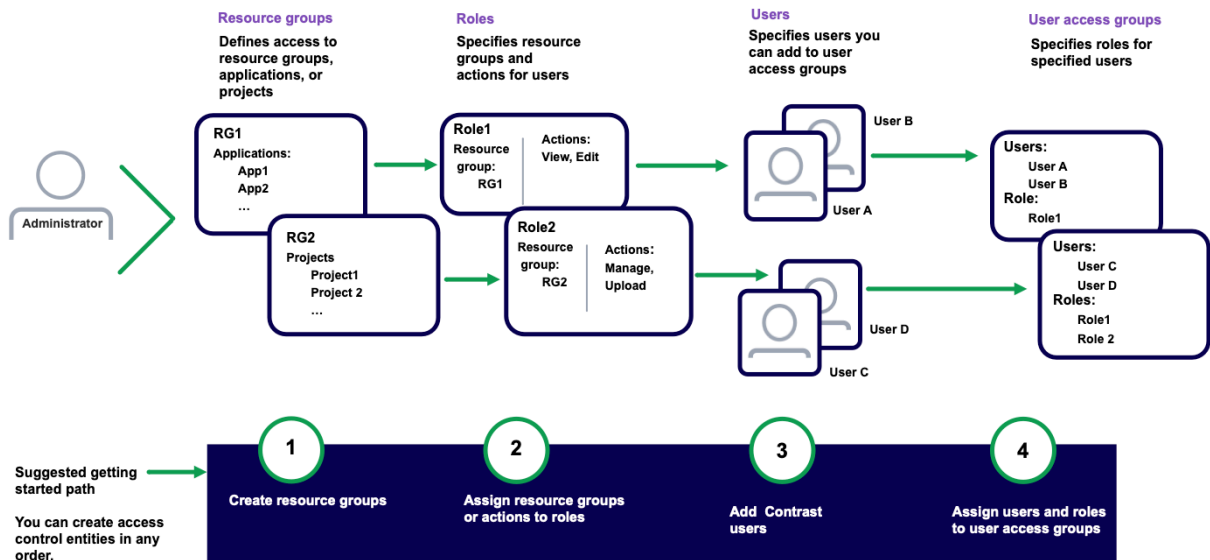 Resource groups
Defines access to
resource groups,
applications, or
projects
Roles
Specifies resource
groups and
actions for users
Users
Specifies users you
can add to user
access groups
User access groups
Specifies roles for
specified users
Administrator
RG1
Applications:
App1
App2
...
RG2
Projects
Project1
Project 2
...
Role1
Resource
group:
RG1
Actions:
View, Edit
Role2
Resource
group:
RG2
Actions:
Manage,
Upload
User B
User A
User D
User C
Users:
User A
User B
Role:
Role1
Users:
User C
User D
Roles:
Role1
Role 2
Suggested getting
started path
You can create access
control entities in any
order.
1
Create resource groups
2
Assign resource groups
or actions to roles
3
Add Contrast
users
4
Assign users and roles
to user access groups